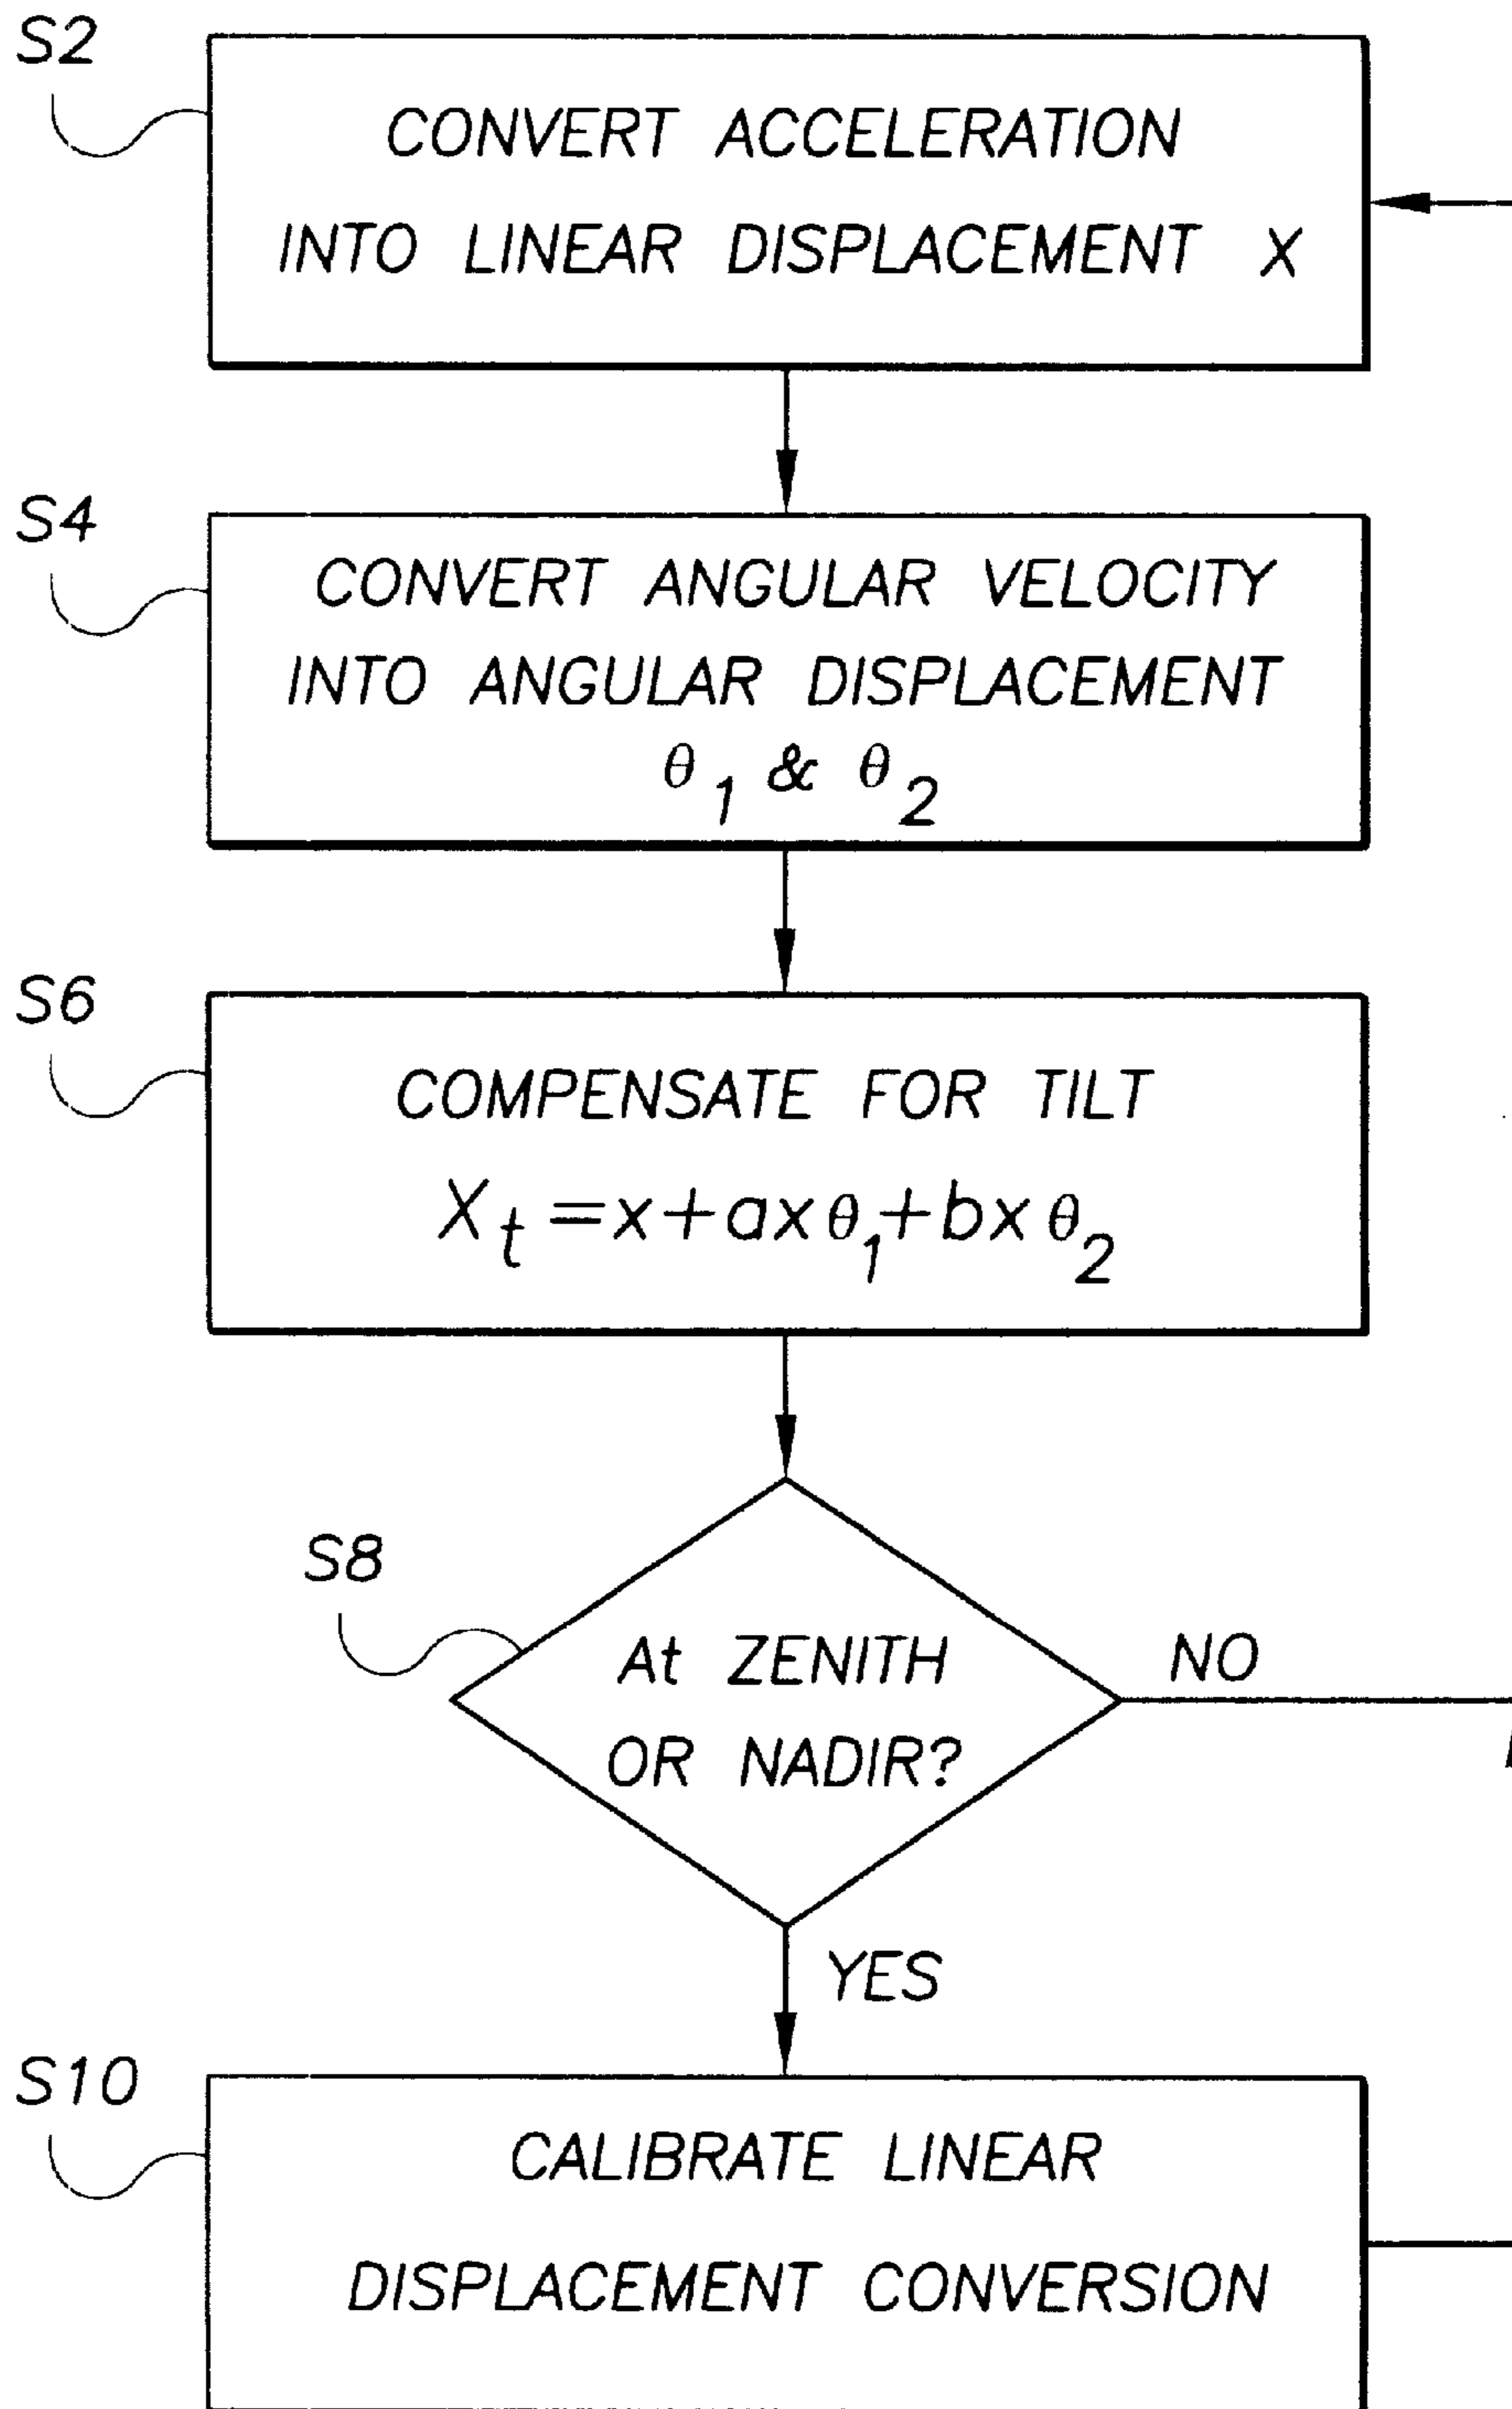 S2
CONVERT ACCELERATION
INTO LINEAR DISPLACEMENT X
S4
CONVERT ANGULAR VELOCITY
INTO ANGULAR DISPLACEMENT
θ₁ & θ₂
S6
COMPENSATE FOR TILT
Xₜ=x+axθ₁+bxθ₂
S8
At ZENITH
OR NADIR?
NO
YES
S10
CALIBRATE LINEAR
DISPLACEMENT CONVERSION